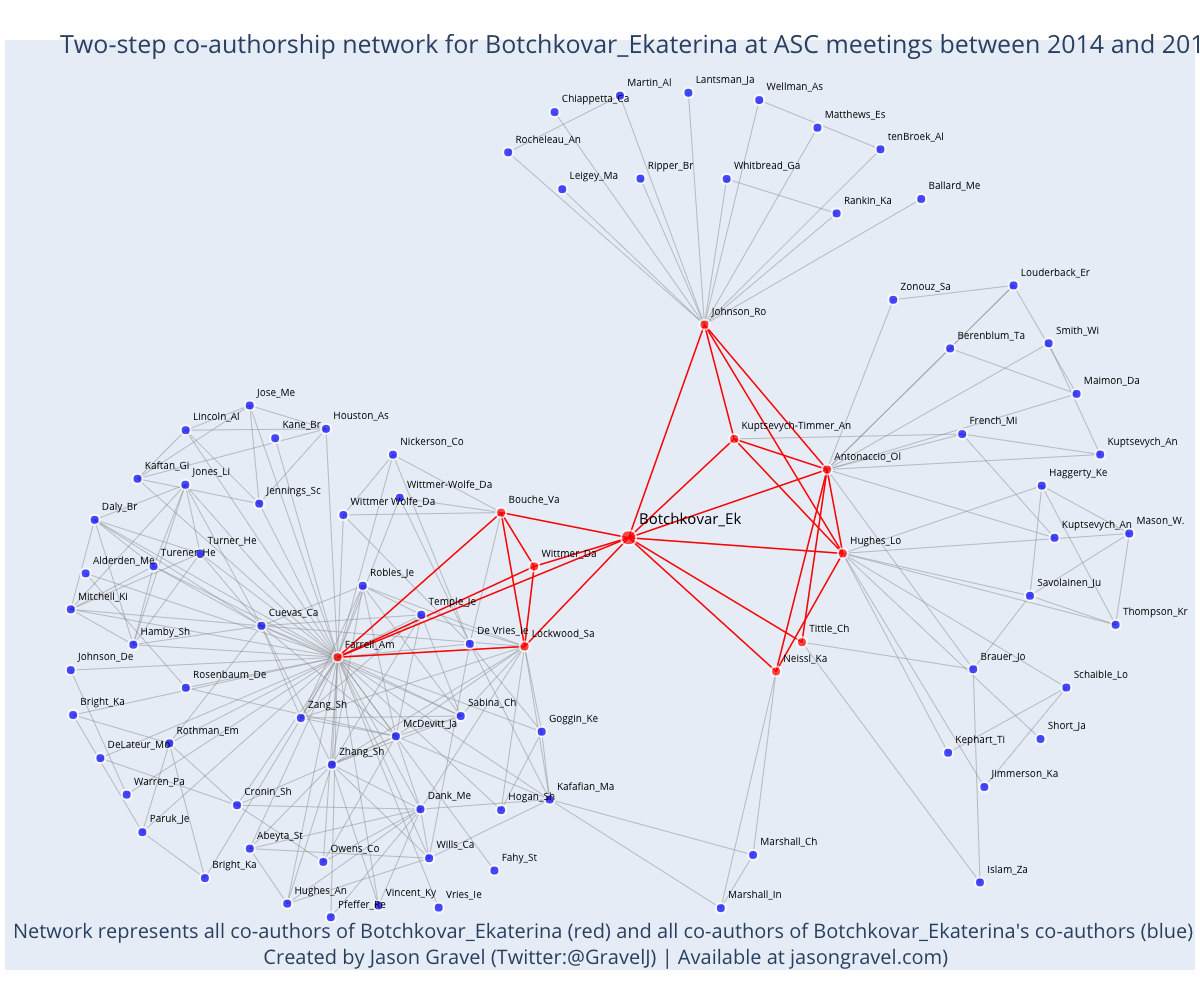 Two-step co-authorship network for Botchkovar_Ekaterina at ASC meetings between 2014 and 201
Martin_Al
Lantsman_Ja
Wellman_As
Chiappetta_Ca
Matthews_Es
Rocheleau_An
tenBroek_Al
Leigey_Ma
Ripper_Br
Whitbread_Ga
Ballard_Me
Rankin_Ka
Johnson_Ro
Zonouz_Sa
Louderback_Er
Berenblum_Ta
Smith_Wi
Maimon_Da
Jose_Me
Lincoln_Al
Kane_Br
Houston_As
Kuptsevych-Timmer_An
French_Mi
Nickerson_Co
Antonaccio_Ol
Kuptsevych_An
Kaftan_Gi
Jones_Li
Jennings_Sc
Wittmer-Wolfe_Da
Wittmer Wolfe_Da
Bouche_Va
Haggerty_Ke
Daly_Br
Botchkovar_Ek
Kuptsevych_An
Mason_W.
Turner_He
Hughes_Lo
Alderden_Me
Turener_He
Wittmer_Da
Robles_Je
Savolainen_Ju
Mitchell_Ki
Cuevas_Ca
Temple_Je
Thompson_Kr
Hamby_Sh
Farrell_Am
De Vries_Ie
Lockwood_Sa
Tittle_Ch
Johnson_De
Neissl_Ka
Brauer_Jo
Rosenbaum_De
Schaible_Lo
Bright_Ka
Zang_Sh
Sabina_Ch
McDevitt_Ja
Goggin_Ke
Short_Ja
Rothman_Em
DeLateur_Mo
Zhang_Sh
Kephart_Ti
Warren_Pa
Cronin_Sh
Dank_Me
Hogan_Sh
Kafafian_Ma
Jimmerson_Ka
Paruk_Je
Abeyta_St
Owens_Co
Wills_Ca
Fahy_St
Marshall_Ch
Bright_Ka
Islam_Za
Hughes_An
Pfeffer_Re
Vincent_Ky
Vries_Ie
Marshall_In
Network represents all co-authors of Botchkovar_Ekaterina (red) and all co-authors of Botchkovar_Ekaterina's co-authors (blue)
Created by Jason Gravel (Twitter:@GravelJ) | Available at jasongravel.com)